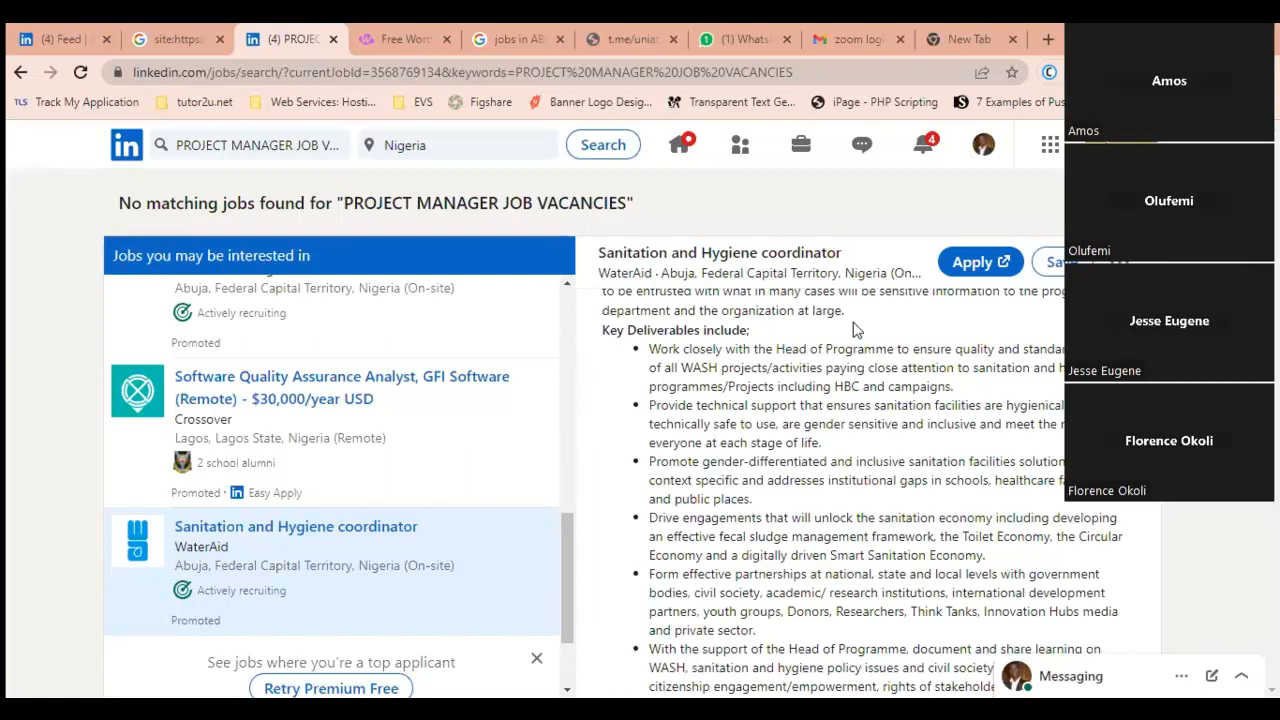 (4) Feed |
site:https:
(4) PROJEC
Free Wor
jobs in AB
t.me/uniat
(1) Whats
zoom logi
New Tab
linkedin.com/jobs/search/?currentJobId=3568769134&keywords=PROJECT%20MANAGER%20JOB%20VACANCIES
TLS Track My Application
tutor2u.net
Web Services: Hosti...
EVS
Figshare
Banner Logo Desig...
Transparent Text Ge...
iPage - PHP Scripting
7 Examples of Pus
in
PROJECT MANAGER JOB V...
Nigeria
Search
4
No matching jobs found for "PROJECT MANAGER JOB VACANCIES"
Jobs you may be interested in
Abuja, Federal Capital Territory, Nigeria (On-site)
Actively recruiting
Promoted
Software Quality Assurance Analyst, GFI Software
(Remote) - $30,000/year USD
Crossover
Lagos, Lagos State, Nigeria (Remote)
2 school alumni
Promoted · in Easy Apply
Sanitation and Hygiene coordinator
WaterAid
Abuja, Federal Capital Territory, Nigeria (On-site)
Actively recruiting
Promoted
See jobs where you're a top applicant
Retry Premium Free
Sanitation and Hygiene coordinator
WaterAid · Abuja, Federal Capital Territory, Nigeria (On...
Apply
Sa
to be entrusted with what in many cases will be sensitive information to the pro
department and the organization at large.
Key Deliverables include;
• Work closely with the Head of Programme to ensure quality and standa
of all WASH projects/activities paying close attention to sanitation and h
programmes/Projects including HBC and campaigns.
• Provide technical support that ensures sanitation facilities are hygienical
technically safe to use, are gender sensitive and inclusive and meet the
everyone at each stage of life.
• Promote gender-differentiated and inclusive sanitation facilities solution
context specific and addresses institutional gaps in schools, healthcare fa
and public places.
• Drive engagements that will unlock the sanitation economy including developing
an effective fecal sludge management framework, the Toilet Economy, the Circular
Economy and a digitally driven Smart Sanitation Economy.
• Form effective partnerships at national, state and local levels with government
bodies, civil society, academic/ research institutions, international development
partners, youth groups, Donors, Researchers, Think Tanks, Innovation Hubs media
and private sector.
• With the support of the Head of Programme, document and share learning on
WASH, sanitation and hygiene policy issues and civil society
citizenship engagement/empowerment, rights of stakeholde
Messaging
Amos
Amos
Olufemi
Olufemi
Jesse Eugene
Jesse Eugene
Florence Okoli
Florence Okoli